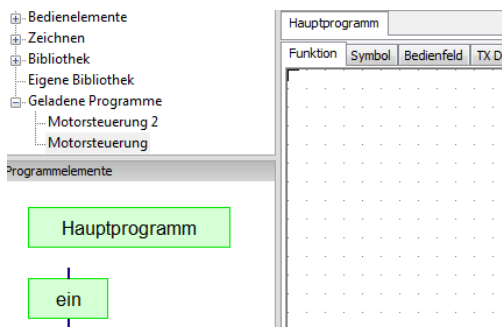 Bedienelemente
Zeichnen
Bibliothek
Eigene Bibliothek
Geladene Programme
Motorsteuerung 2
Motorsteuerung
Programmelemente
Hauptprogramm
ein
Hauptprogramm
Funktion Symbol Bedienfeld TX D